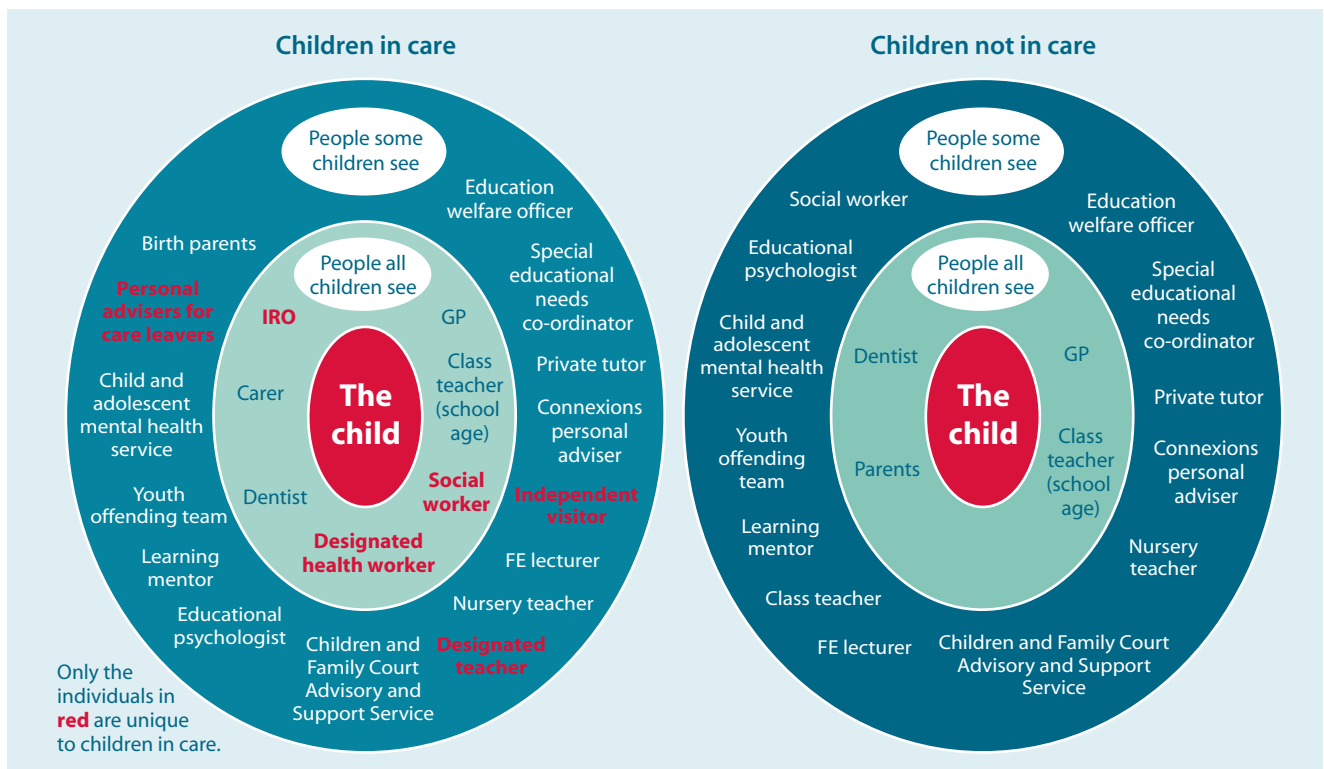 Children in care
People some
children see
Education
welfare officer
Birth parents
Special
educational
needs
co-ordinator
Personal
advisers for
care leavers
People all
children see
IRO
GP
Private tutor
Class
teacher
(school
age)
Child and
adolescent
mental health
service
Carer
The
child
Connexions
personal
adviser
Youth
offending team
Dentist
Social
worker
Independent
visitor
Designated
health worker
Learning
mentor
FE lecturer
Educational
psychologist
Nursery teacher
Children and
Family Court
Advisory and
Support Service
Designated
teacher
Only the
individuals in
red are unique
to children in care.
Children not in care
People some
children see
Social worker
Education
welfare officer
Educational
psychologist
People all
children see
Special
educational
needs
co-ordinator
Child and
adolescent
mental health
service
Dentist
GP
The
child
Private tutor
Youth
offending
team
Parents
Class
teacher
(school
age)
Connexions
personal
adviser
Learning
mentor
Nursery
teacher
Class teacher
FE lecturer
Children and Family Court
Advisory and Support
Service